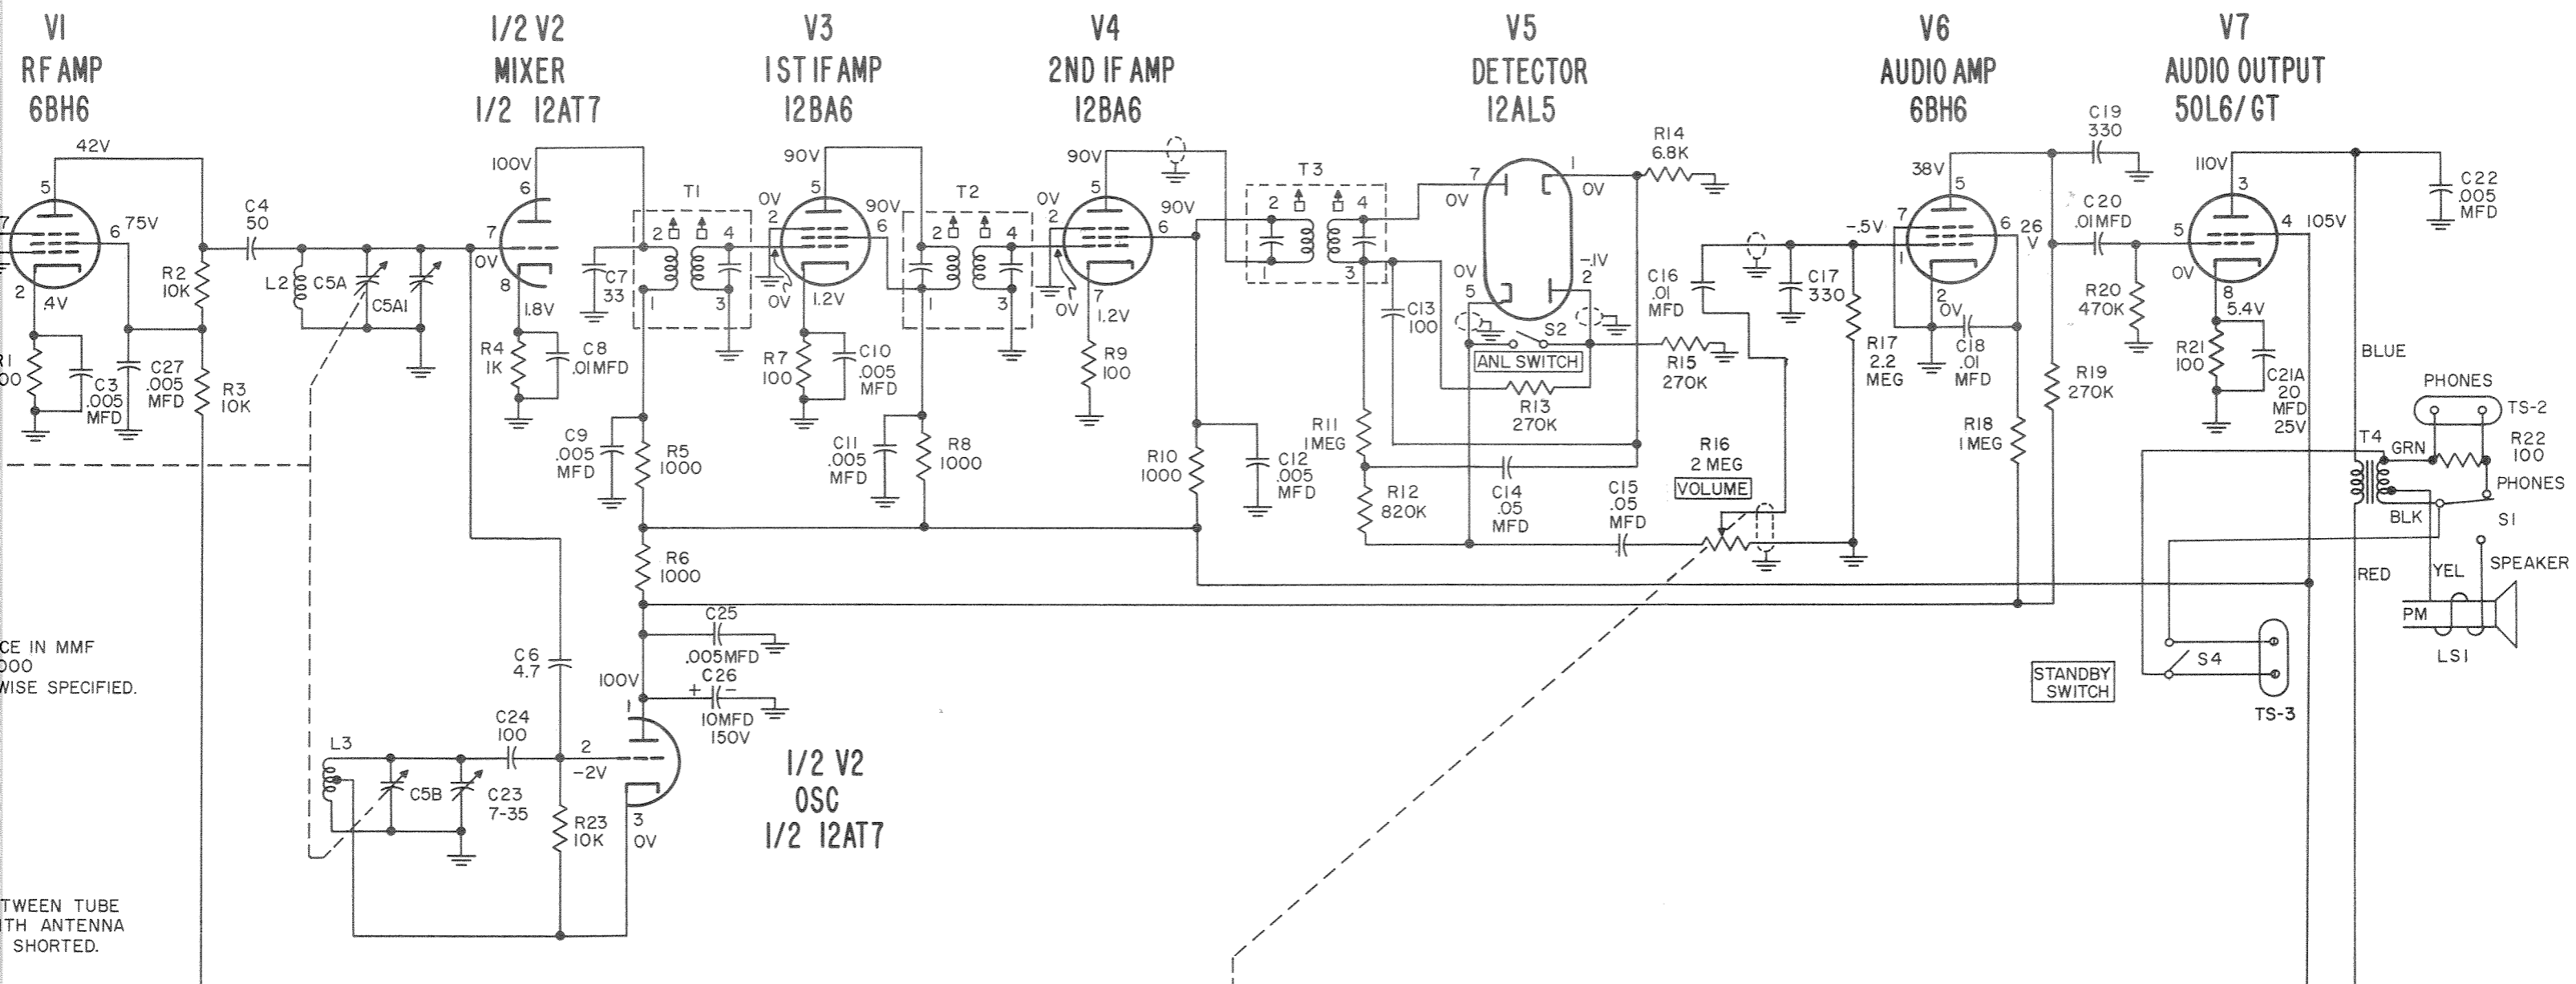 V1
RF AMP
6BH6
1/2 V2
MIXER
1/2 12AT7
V3
1ST IF AMP
12BA6
V4
2ND IF AMP
12BA6
V5
DETECTOR
12AL5
V6
AUDIO AMP
6BH6
V7
AUDIO OUTPUT
50L6/GT
42V
5
7
75V
6
2
.4V
C3
.005
MFD
C27
.005
MFD
R2
10K
R3
10K
C4
50
L2
C5A
C5A1
100V
6
7
0V
8
1.8V
R4
1K
C8
.01MFD
C7
33
T1
2
4
1
3
C9
.005
MFD
R5
1000
R6
1000
90V
5
0V
2
0V
1.2V
90V
6
R7
100
C10
.005
MFD
T2
2
4
1
3
C11
.005
MFD
R8
1000
90V
5
0V
2
0V
7
1.2V
90V
6
R9
100
R10
1000
C12
.005
MFD
T3
2
4
1
3
7
0V
1
0V
R14
6.8K
0V
5
-.1V
2
S2
ANL SWITCH
R15
270K
R13
270K
C13
100
R11
1MEG
R12
820K
C14
.05
MFD
C15
.05
MFD
R16
2 MEG
VOLUME
C16
.01
MFD
C17
330
R17
2.2
MEG
-.5V
38V
5
7
1
2
0V
6
26
V
C18
.01
MFD
R18
1MEG
R19
270K
C19
330
C20
.01MFD
R20
470K
110V
3
5
0V
4
105V
8
5.4V
R21
100
C21A
20
MFD
25V
C22
.005
MFD
BLUE
PHONES
TS-2
T4
GRN
R22
100
PHONES
BLK
S1
RED
YEL
SPEAKER
PM
LS1
S4
STANDBY
SWITCH
TS-3
C25
.005MFD
C26
+ −
10MFD
150V
100V
1
C6
4.7
C24
100
2
-2V
L3
C5B
C23
7-35
R23
10K
3
0V
1/2 V2
OSC
1/2 12AT7
CE IN MMF
000
WISE SPECIFIED.
TWEEN TUBE
ITH ANTENNA
SHORTED.